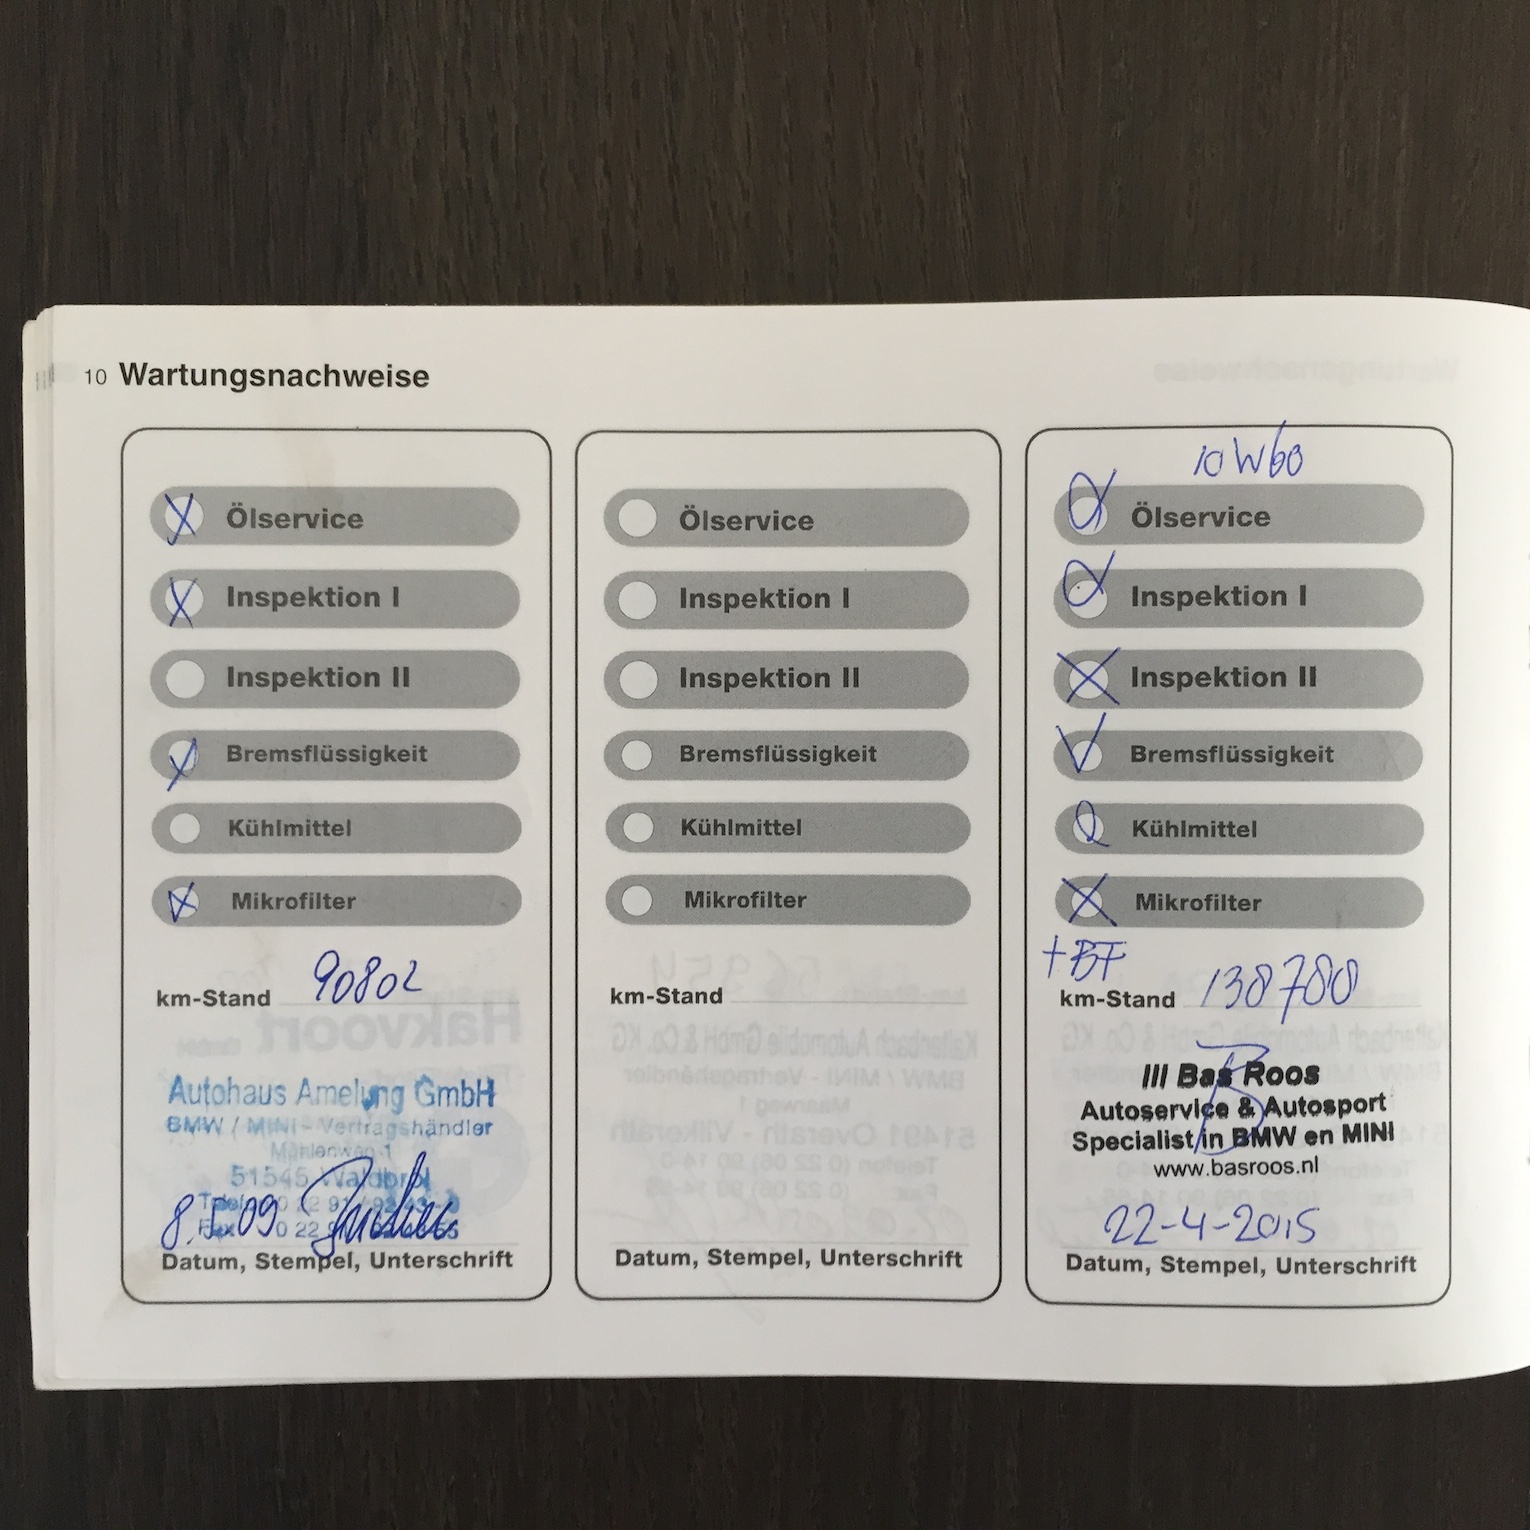 10 Wartungsnachweise
Ölservice
Inspektion I
Inspektion II
Bremsflüssigkeit
Kühlmittel
Mikrofilter
km-Stand 90802
Autohaus Amelung GmbH
BMW / MINI - Vertragshändler
Mühlenweg 1
51545 Waldbröl
Datum, Stempel, Unterschrift
Ölservice
Inspektion I
Inspektion II
Bremsflüssigkeit
Kühlmittel
Mikrofilter
km-Stand
Datum, Stempel, Unterschrift
10W60
Ölservice
Inspektion I
Inspektion II
Bremsflüssigkeit
Kühlmittel
Mikrofilter
+BF
km-Stand 138780
/// Bas Roos
Autoservice & Autosport
Specialist in BMW en MINI
www.basroos.nl
22-4-2015
Datum, Stempel, Unterschrift